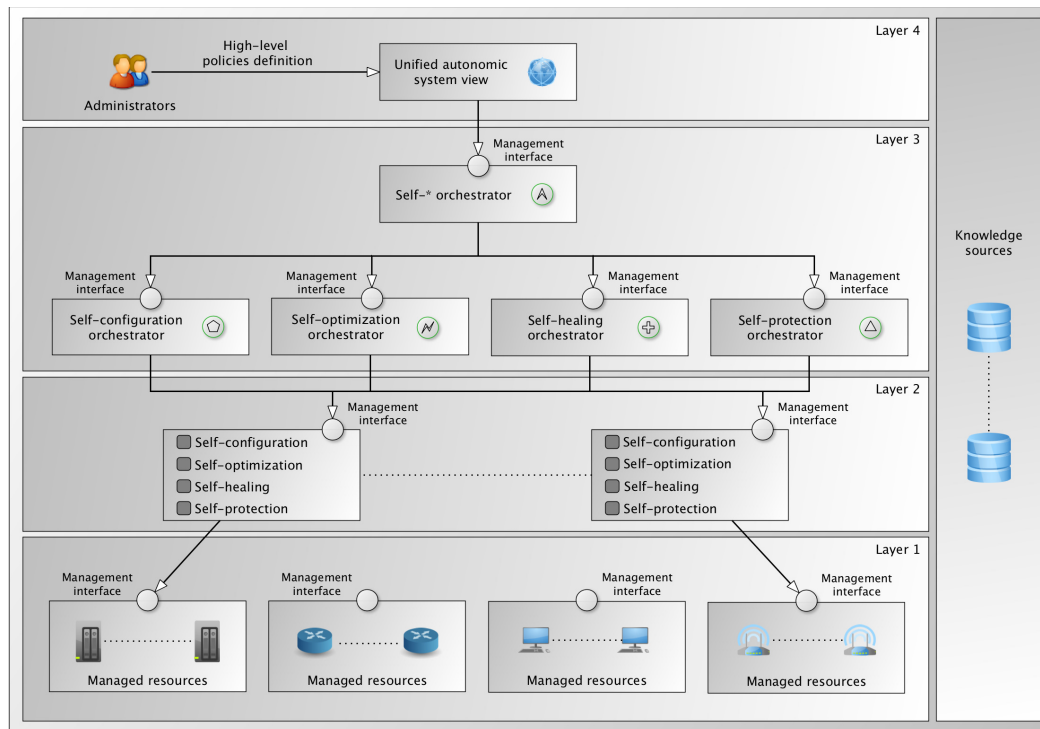 Layer 4
High-level
policies definition
Administrators
Unified autonomic
system view
Layer 3
Management
interface
Self-* orchestrator
Management
interface
Management
interface
Management
interface
Management
interface
Self-configuration
orchestrator
Self-optimization
orchestrator
Self-healing
orchestrator
Self-protection
orchestrator
Layer 2
Management
interface
Management
interface
Self-configuration
Self-optimization
Self-healing
Self-protection
Self-configuration
Self-optimization
Self-healing
Self-protection
Layer 1
Management
interface
Management
interface
Management
interface
Management
interface
Managed resources
Managed resources
Managed resources
Managed resources
Knowledge
sources